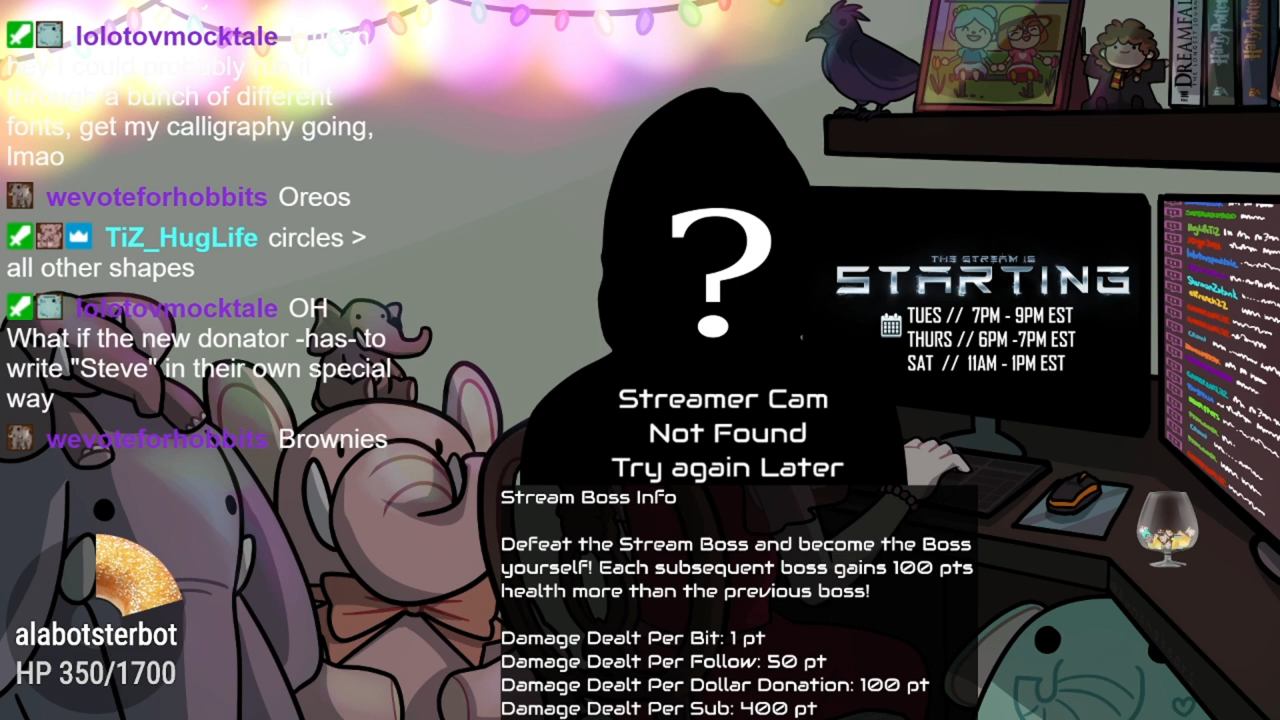 lolotovmocktale
hey I could probably run it
through a bunch of different
fonts, get my calligraphy going,
lmao
wevoteforhobbits Oreos
TiZ_HugLife circles >
all other shapes
lolotovmocktale OH
What if the new donator -has- to
write "Steve" in their own special
way
wevoteforhobbits Brownies
alabotsterbot
HP 350/1700
?
Streamer Cam
Not Found
Try again Later
Stream Boss Info
Defeat the Stream Boss and become the Boss
yourself! Each subsequent boss gains 100 pts
health more than the previous boss!
Damage Dealt Per Bit: 1 pt
Damage Dealt Per Follow: 50 pt
Damage Dealt Per Dollar Donation: 100 pt
Damage Dealt Per Sub: 400 pt
THE STREAM IS
STARTING
TUES // 7PM - 9PM EST
THURS // 6PM -7PM EST
SAT // 11AM - 1PM EST
DREAMFAL
Harry Potter
Harry Potter